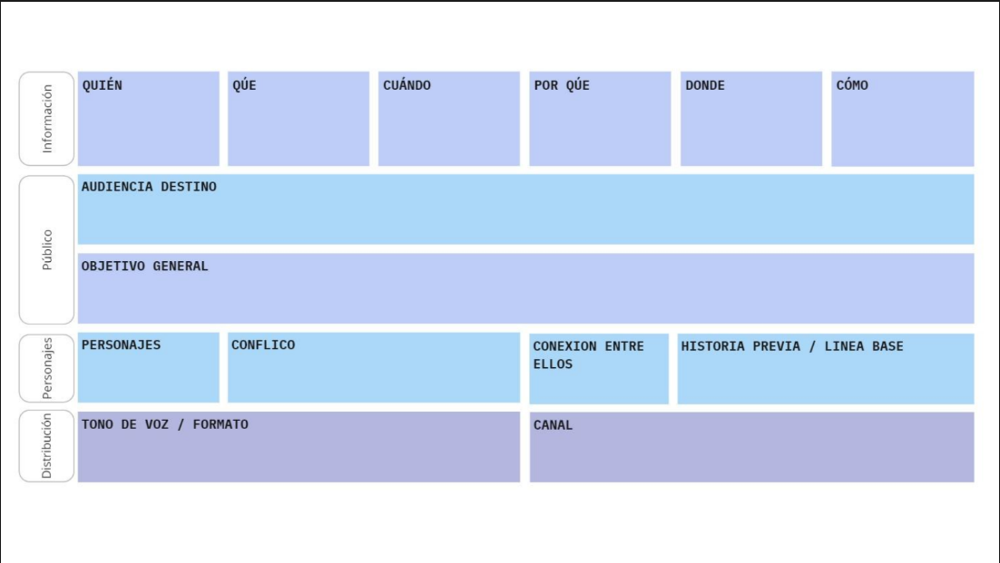 Información
QUIÉN
QÚE
CUÁNDO
POR QÚE
DONDE
CÓMO
Público
AUDIENCIA DESTINO
OBJETIVO GENERAL
Personajes
PERSONAJES
CONFLICO
CONEXION ENTRE
ELLOS
HISTORIA PREVIA / LINEA BASE
Distribución
TONO DE VOZ / FORMATO
CANAL